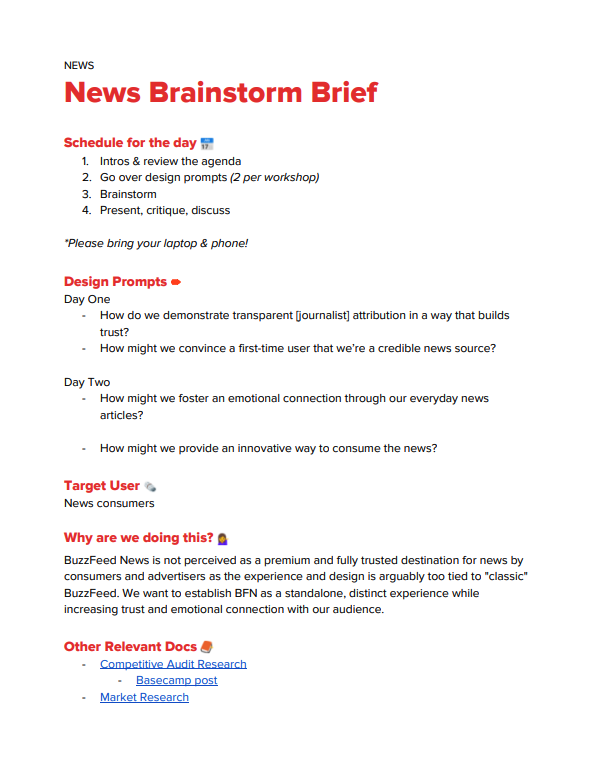 NEWS
News Brainstorm Brief
Schedule for the day 📅
1. Intros & review the agenda
2. Go over design prompts (2 per workshop)
3. Brainstorm
4. Present, critique, discuss
*Please bring your laptop & phone!
Design Prompts
Day One
- How do we demonstrate transparent [journalist] attribution in a way that builds
trust?
- How might we convince a first-time user that we’re a credible news source?
Day Two
- How might we foster an emotional connection through our everyday news
articles?
- How might we provide an innovative way to consume the news?
Target User 🗞️
News consumers
Why are we doing this? 🤷🏾‍♀️
BuzzFeed News is not perceived as a premium and fully trusted destination for news by
consumers and advertisers as the experience and design is arguably too tied to "classic"
BuzzFeed. We want to establish BFN as a standalone, distinct experience while
increasing trust and emotional connection with our audience.
Other Relevant Docs 📙
- Competitive Audit Research
- Basecamp post
- Market Research